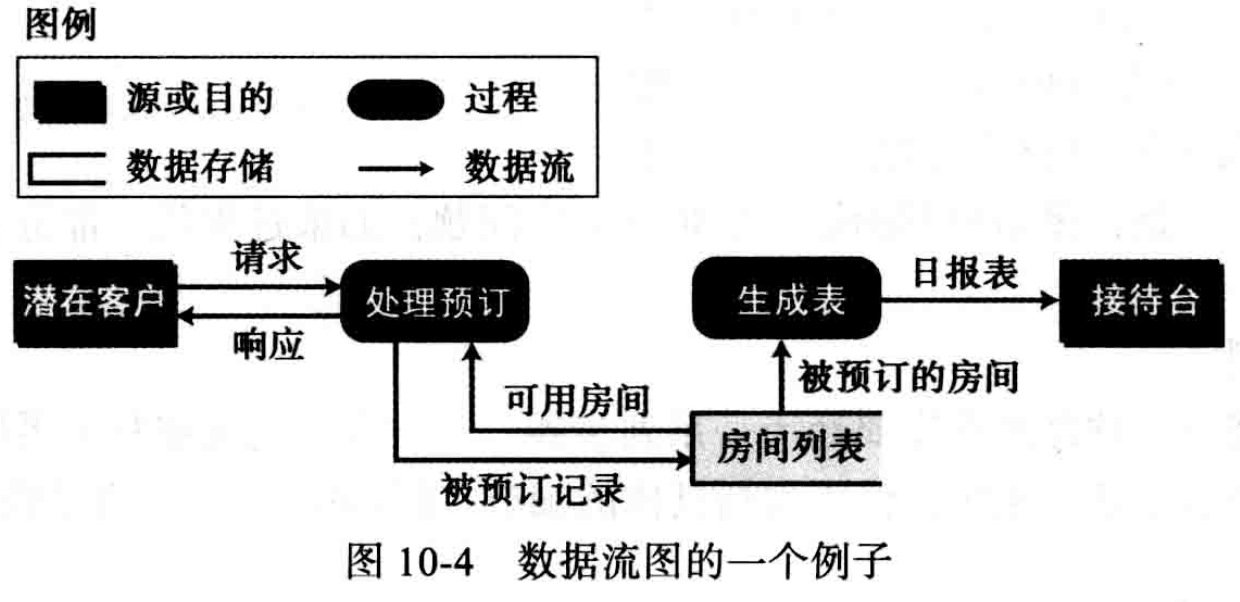 图例
源或目的
过程
数据存储
数据流
潜在客户
请求
响应
处理预订
生成表
日报表
接待台
可用房间
被预订的房间
房间列表
被预订记录
图 10-4 数据流图的一个例子